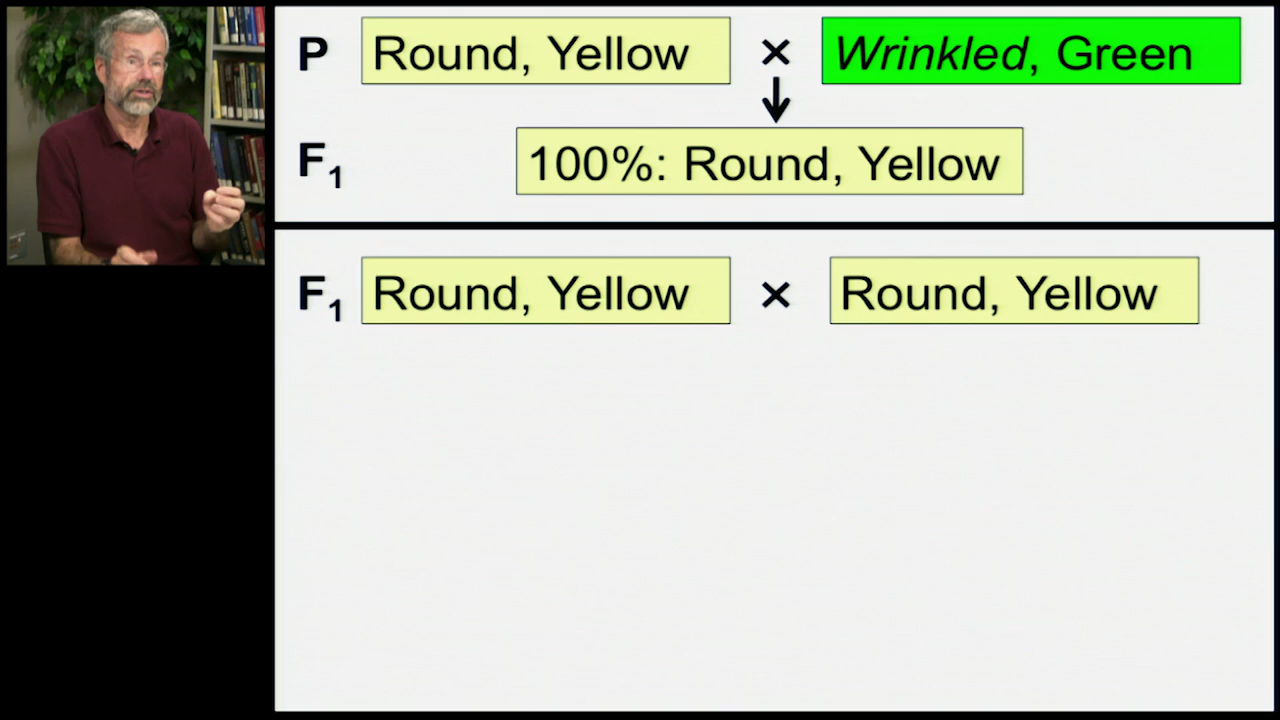 P Round, Yellow × Wrinkled, Green
F₁ 100%: Round, Yellow
F₁ Round, Yellow × Round, Yellow